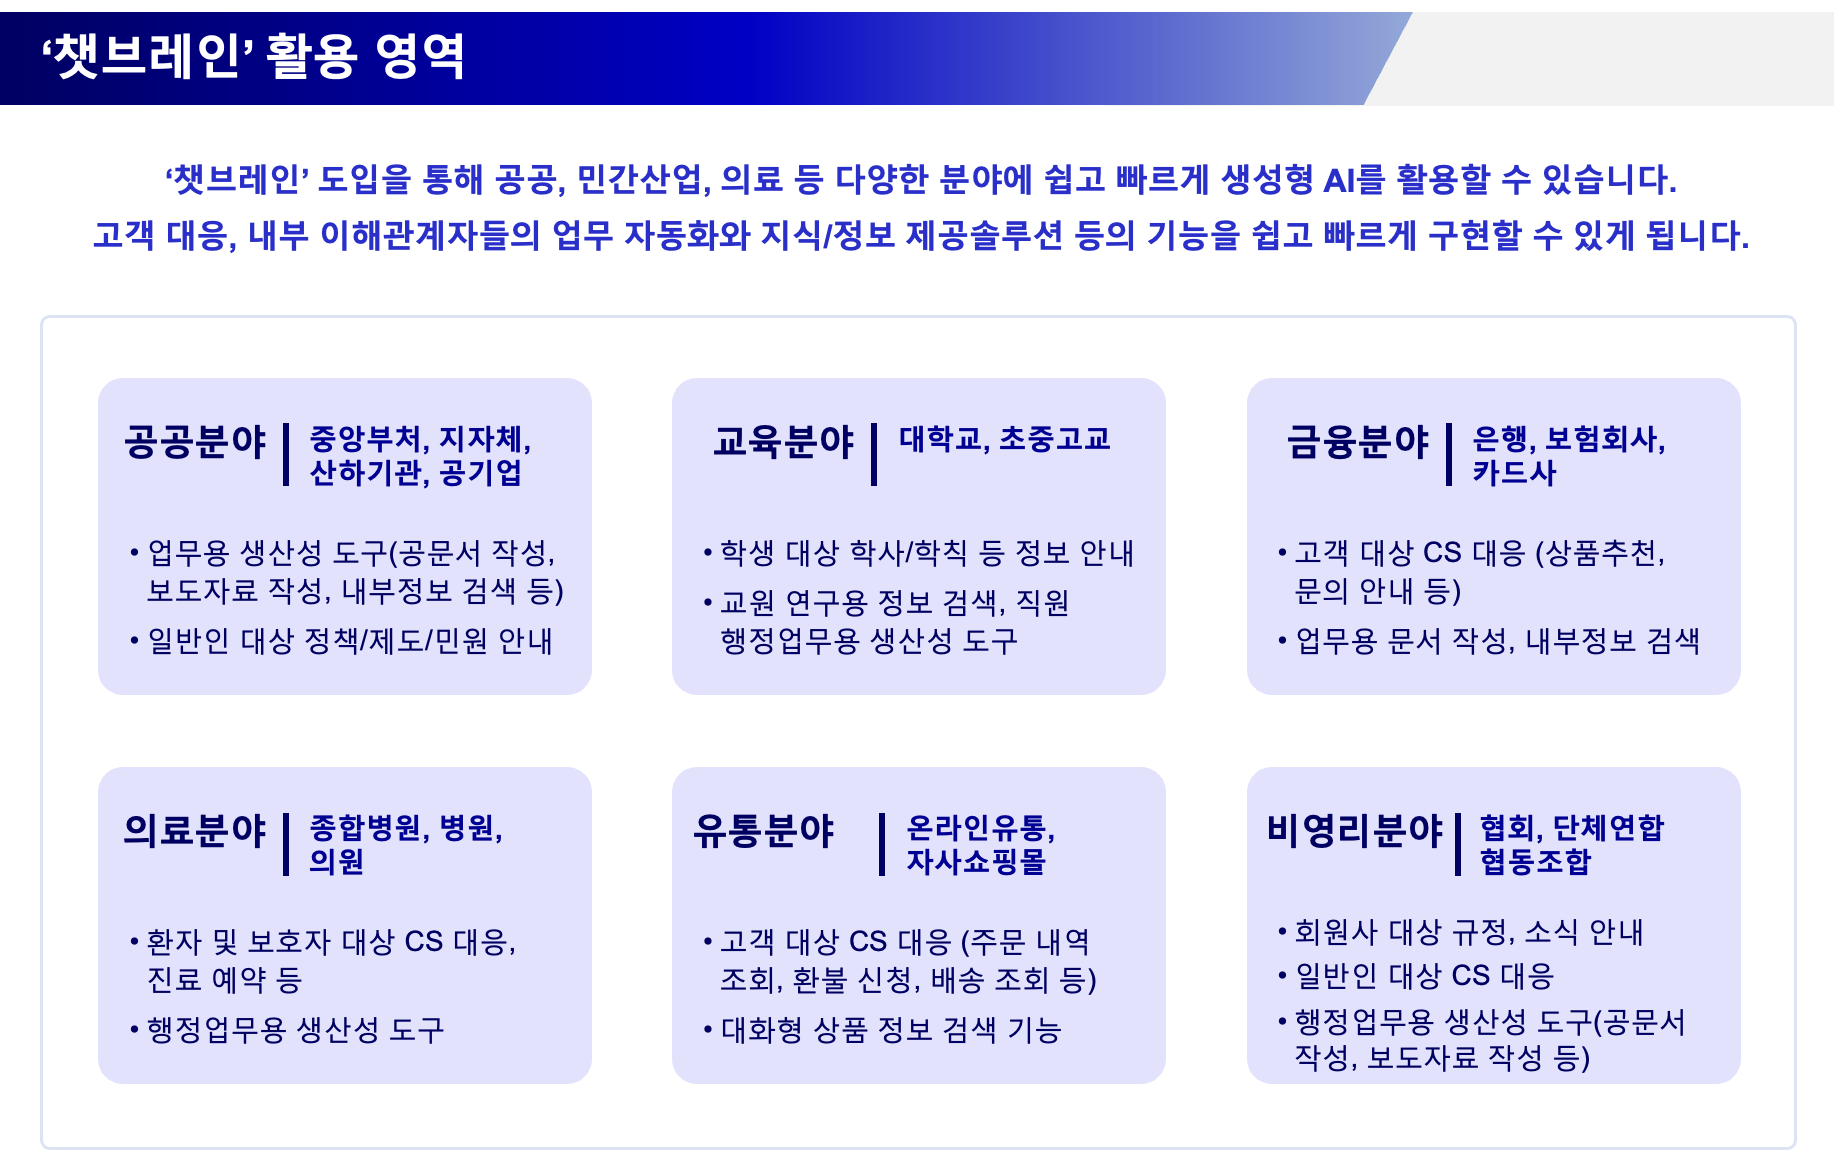 ‘챗브레인’ 활용 영역
‘챗브레인’ 도입을 통해 공공, 민간산업, 의료 등 다양한 분야에 쉽고 빠르게 생성형 AI를 활용할 수 있습니다.
고객 대응, 내부 이해관계자들의 업무 자동화와 지식/정보 제공솔루션 등의 기능을 쉽고 빠르게 구현할 수 있게 됩니다.
공공분야
중앙부처, 지자체,
산하기관, 공기업
• 업무용 생산성 도구(공문서 작성,
보도자료 작성, 내부정보 검색 등)
• 일반인 대상 정책/제도/민원 안내
교육분야
대학교, 초중고교
• 학생 대상 학사/학칙 등 정보 안내
• 교원 연구용 정보 검색, 직원
행정업무용 생산성 도구
금융분야
은행, 보험회사,
카드사
• 고객 대상 CS 대응 (상품추천,
문의 안내 등)
• 업무용 문서 작성, 내부정보 검색
의료분야
종합병원, 병원,
의원
• 환자 및 보호자 대상 CS 대응,
진료 예약 등
• 행정업무용 생산성 도구
유통분야
온라인유통,
자사쇼핑몰
• 고객 대상 CS 대응 (주문 내역
조회, 환불 신청, 배송 조회 등)
• 대화형 상품 정보 검색 기능
비영리분야
협회, 단체연합
협동조합
• 회원사 대상 규정, 소식 안내
• 일반인 대상 CS 대응
• 행정업무용 생산성 도구(공문서
작성, 보도자료 작성 등)